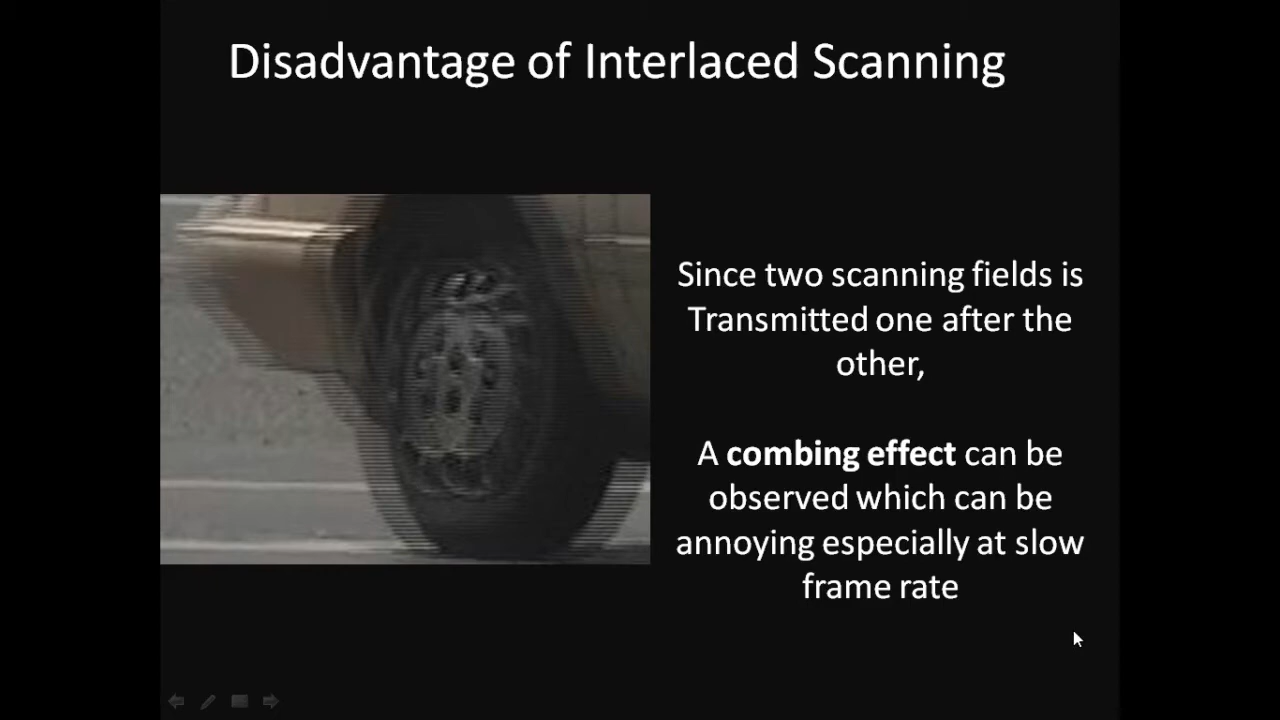 Disadvantage of Interlaced Scanning
Since two scanning fields is
Transmitted one after the
other,
A combing effect can be
observed which can be
annoying especially at slow
frame rate